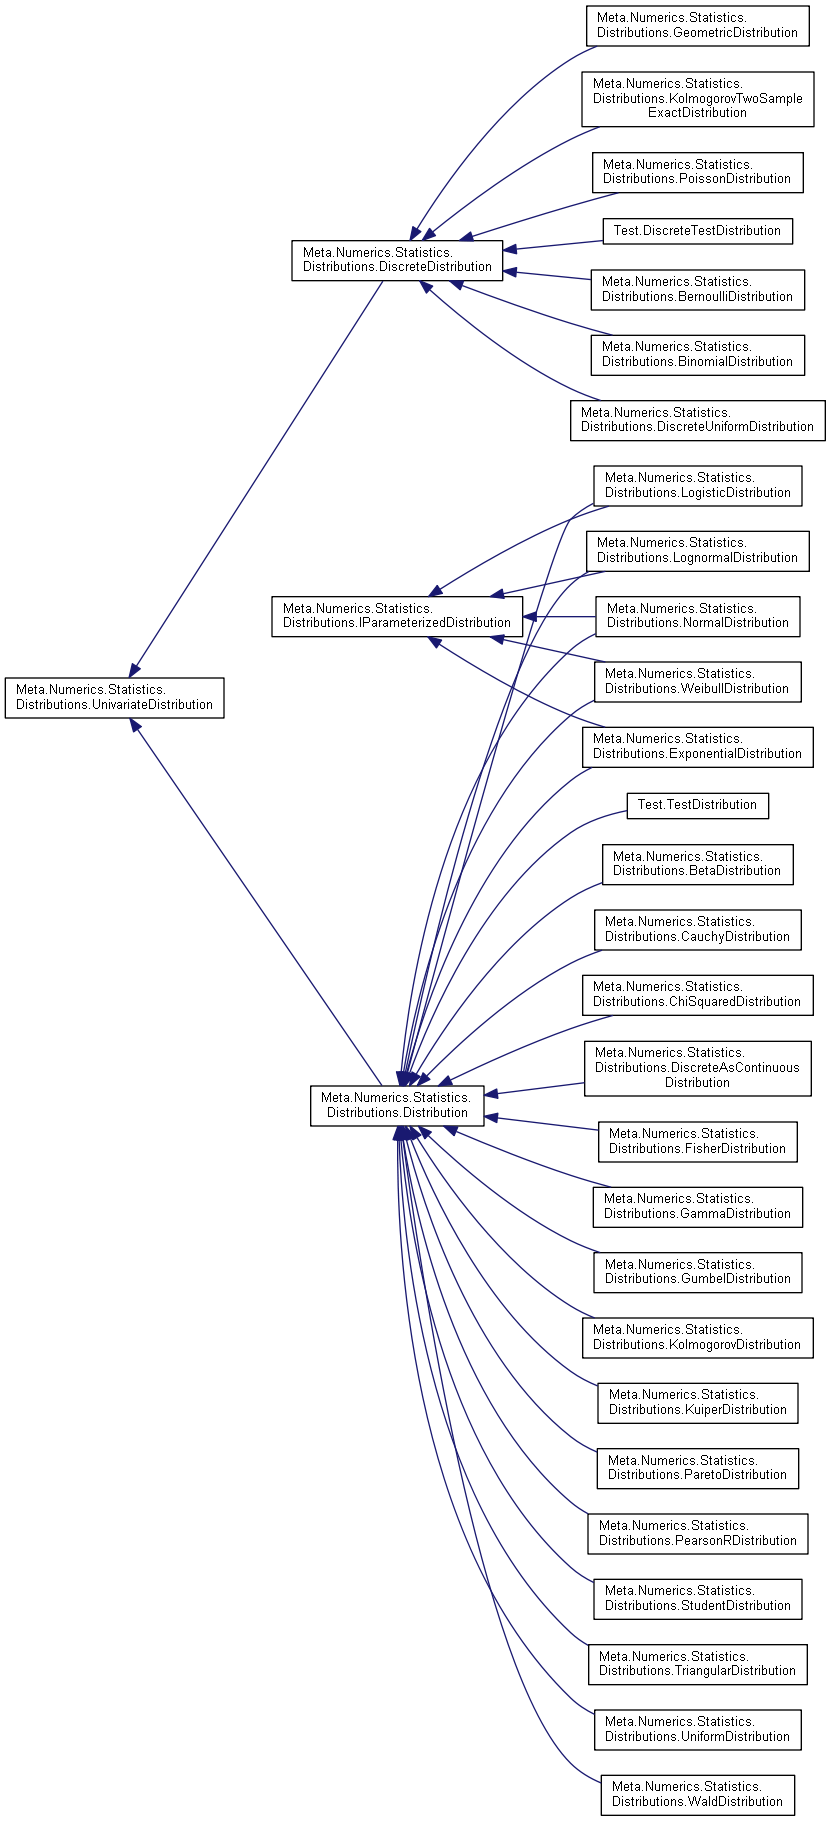 Meta.Numerics.Statistics.
Distributions.GeometricDistribution
Meta.Numerics.Statistics.
Distributions.KolmogorovTwoSample
ExactDistribution
Meta.Numerics.Statistics.
Distributions.PoissonDistribution
Test.DiscreteTestDistribution
Meta.Numerics.Statistics.
Distributions.DiscreteDistribution
Meta.Numerics.Statistics.
Distributions.BernoulliDistribution
Meta.Numerics.Statistics.
Distributions.BinomialDistribution
Meta.Numerics.Statistics.
Distributions.DiscreteUniformDistribution
Meta.Numerics.Statistics.
Distributions.LogisticDistribution
Meta.Numerics.Statistics.
Distributions.LognormalDistribution
Meta.Numerics.Statistics.
Distributions.IParameterizedDistribution
Meta.Numerics.Statistics.
Distributions.NormalDistribution
Meta.Numerics.Statistics.
Distributions.WeibullDistribution
Meta.Numerics.Statistics.
Distributions.UnivariateDistribution
Meta.Numerics.Statistics.
Distributions.ExponentialDistribution
Test.TestDistribution
Meta.Numerics.Statistics.
Distributions.BetaDistribution
Meta.Numerics.Statistics.
Distributions.CauchyDistribution
Meta.Numerics.Statistics.
Distributions.ChiSquaredDistribution
Meta.Numerics.Statistics.
Distributions.DiscreteAsContinuous
Distribution
Meta.Numerics.Statistics.
Distributions.Distribution
Meta.Numerics.Statistics.
Distributions.FisherDistribution
Meta.Numerics.Statistics.
Distributions.GammaDistribution
Meta.Numerics.Statistics.
Distributions.GumbelDistribution
Meta.Numerics.Statistics.
Distributions.KolmogorovDistribution
Meta.Numerics.Statistics.
Distributions.KuiperDistribution
Meta.Numerics.Statistics.
Distributions.ParetoDistribution
Meta.Numerics.Statistics.
Distributions.PearsonRDistribution
Meta.Numerics.Statistics.
Distributions.StudentDistribution
Meta.Numerics.Statistics.
Distributions.TriangularDistribution
Meta.Numerics.Statistics.
Distributions.UniformDistribution
Meta.Numerics.Statistics.
Distributions.WaldDistribution